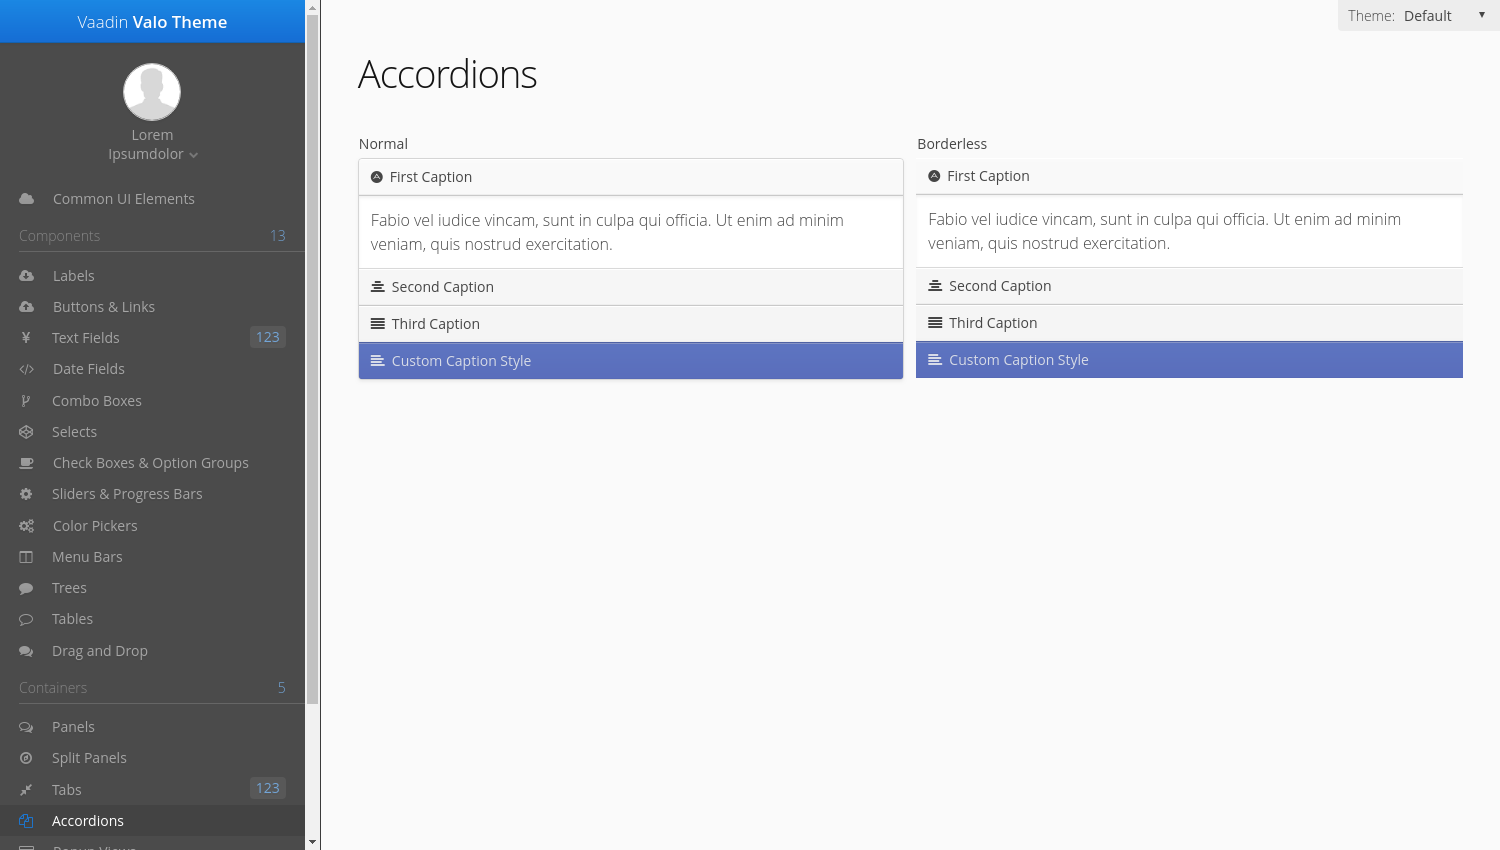 Vaadin Valo Theme
Lorem
Ipsumdolor
Common UI Elements
Components 13
Labels
Buttons & Links
Text Fields 123
Date Fields
Combo Boxes
Selects
Check Boxes & Option Groups
Sliders & Progress Bars
Color Pickers
Menu Bars
Trees
Tables
Drag and Drop
Containers 5
Panels
Split Panels
Tabs 123
Accordions
Theme: Default
Accordions
Normal
First Caption
Fabio vel iudice vincam, sunt in culpa qui officia. Ut enim ad minim
veniam, quis nostrud exercitation.
Second Caption
Third Caption
Custom Caption Style
Borderless
First Caption
Fabio vel iudice vincam, sunt in culpa qui officia. Ut enim ad minim
veniam, quis nostrud exercitation.
Second Caption
Third Caption
Custom Caption Style